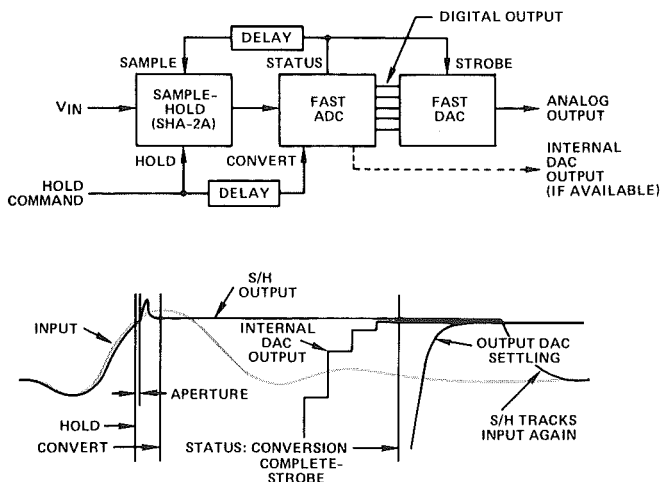 DIGITAL OUTPUT
DELAY
SAMPLE
STATUS
STROBE
VIN
SAMPLE-
HOLD
(SHA-2A)
FAST
ADC
FAST
DAC
ANALOG
OUTPUT
HOLD
CONVERT
INTERNAL
DAC
OUTPUT
(IF AVAILABLE)
HOLD
COMMAND
DELAY
S/H
OUTPUT
INPUT
INTERNAL
DAC
OUTPUT
OUTPUT DAC
SETTLING
APERTURE
HOLD
CONVERT
STATUS: CONVERSION
COMPLETE-
STROBE
S/H TRACKS
INPUT AGAIN